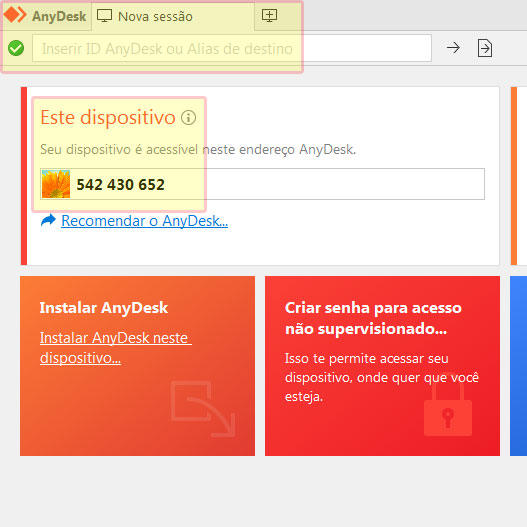 AnyDesk
Nova sessão
Inserir ID AnyDesk ou Alias de destino
Este dispositivo
Seu dispositivo é acessível neste endereço AnyDesk.
542 430 652
Recomendar o AnyDesk...
Instalar AnyDesk
Instalar AnyDesk neste
dispositivo...
Criar senha para acesso
não supervisionado...
Isso te permite acessar seu
dispositivo, onde quer que você
esteja.